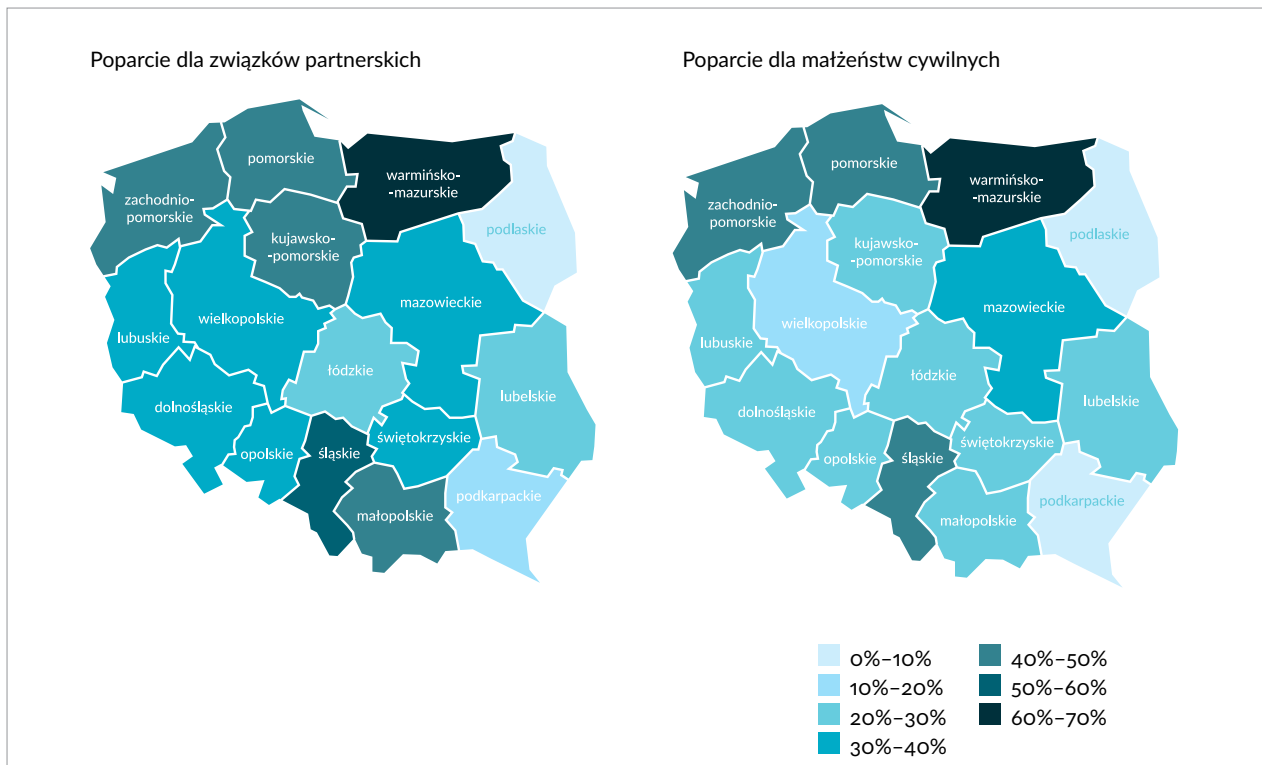 Poparcie dla związków partnerskich
pomorskie
zachodnio-
pomorskie
warmińsko-
-mazurskie
podlaskie
kujawsko-
-pomorskie
mazowieckie
wielkopolskie
lubuskie
łódzkie
lubelskie
dolnośląskie
opolskie
śląskie
świętokrzyskie
podkarpackie
małopolskie
Poparcie dla małżeństw cywilnych
pomorskie
zachodnio-
pomorskie
warmińsko-
-mazurskie
podlaskie
kujawsko-
-pomorskie
mazowieckie
wielkopolskie
lubuskie
łódzkie
lubelskie
dolnośląskie
opolskie
śląskie
świętokrzyskie
podkarpackie
małopolskie
0%–10%
10%–20%
20%–30%
30%–40%
40%–50%
50%–60%
60%–70%